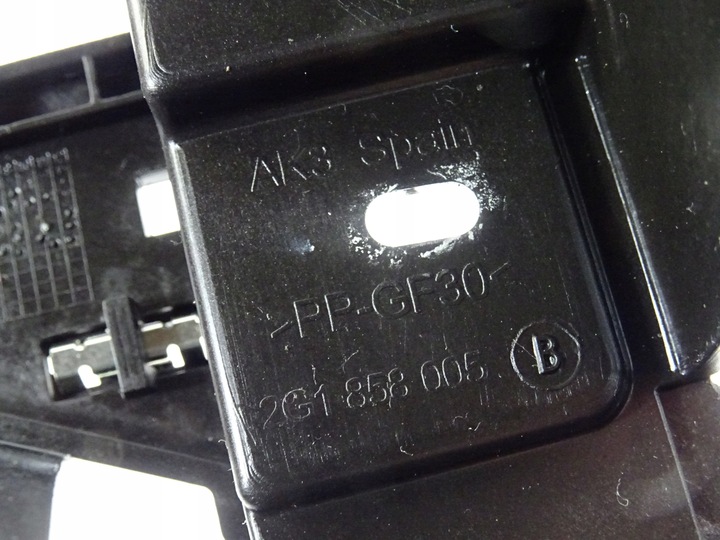 AK3 Spain
>PP-GF30<
2G1 858 005
B